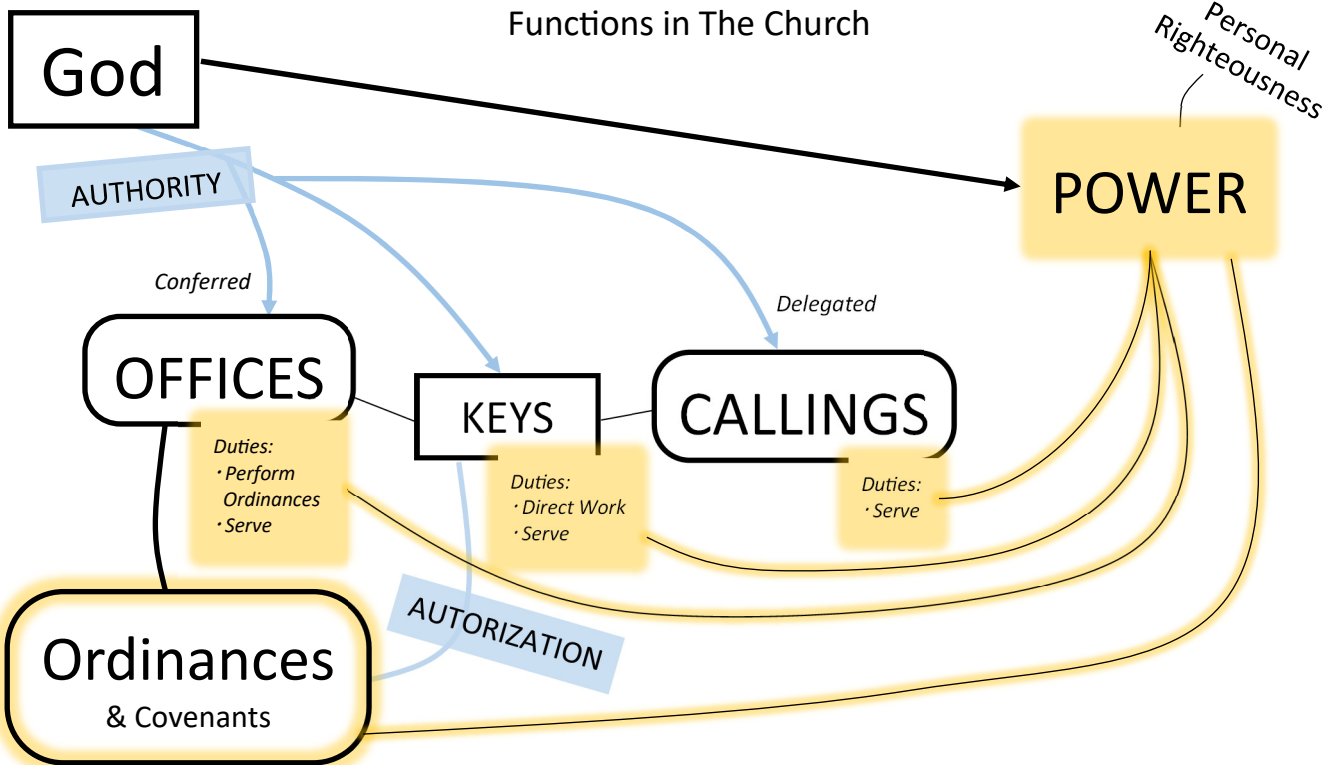 Functions in The Church
God
Personal
Righteousness
POWER
AUTHORITY
Conferred
Delegated
OFFICES
KEYS
CALLINGS
Duties:
· Perform
Ordinances
· Serve
Duties:
· Direct Work
· Serve
Duties:
· Serve
AUTORIZATION
Ordinances
& Covenants